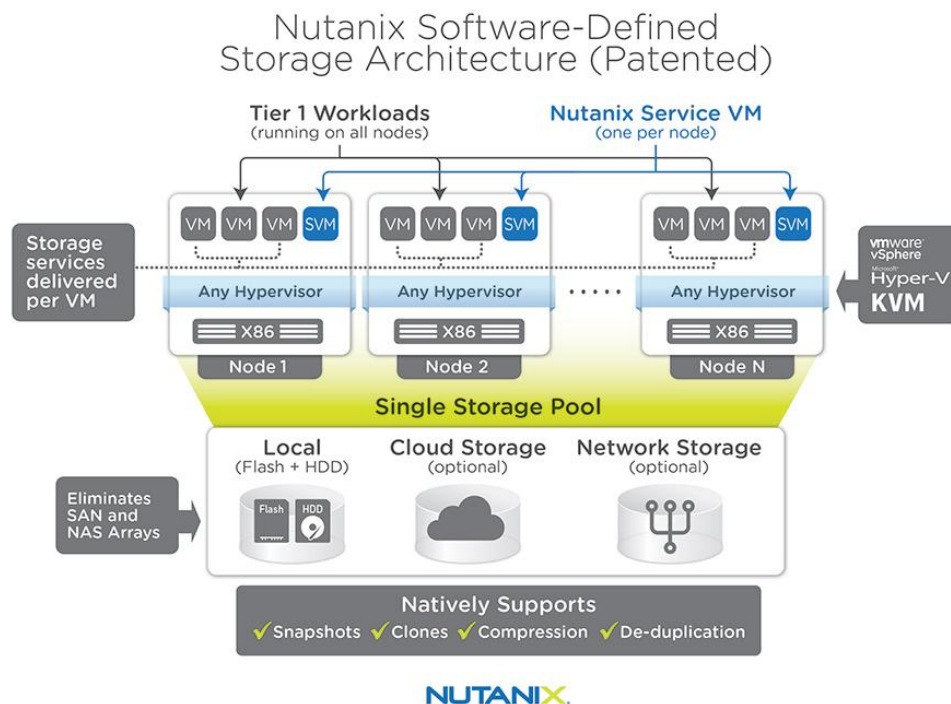 Nutanix Software-Defined
Storage Architecture (Patented)
Tier 1 Workloads
(running on all nodes)
Nutanix Service VM
(one per node)
VM VM VM SVM
VM VM VM SVM
VM VM VM SVM
Storage
services
delivered
per VM
vmware
vSphere
Microsoft
Hyper-V
KVM
Any Hypervisor
Any Hypervisor
Any Hypervisor
X86
X86
X86
Node 1
Node 2
Node N
Single Storage Pool
Local
(Flash + HDD)
Cloud Storage
(optional)
Network Storage
(optional)
Flash
HDD
Eliminates
SAN and
NAS Arrays
Natively Supports
Snapshots Clones Compression De-duplication
NUTANIX.